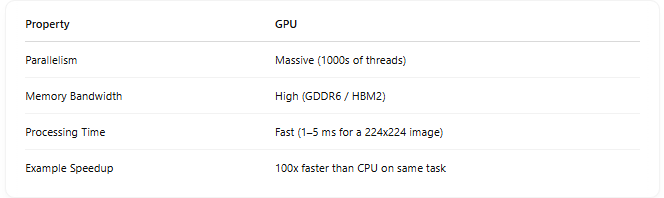 Property GPU
Parallelism Massive (1000s of threads)
Memory Bandwidth High (GDDR6 / HBM2)
Processing Time Fast (1–5 ms for a 224x224 image)
Example Speedup 100x faster than CPU on same task